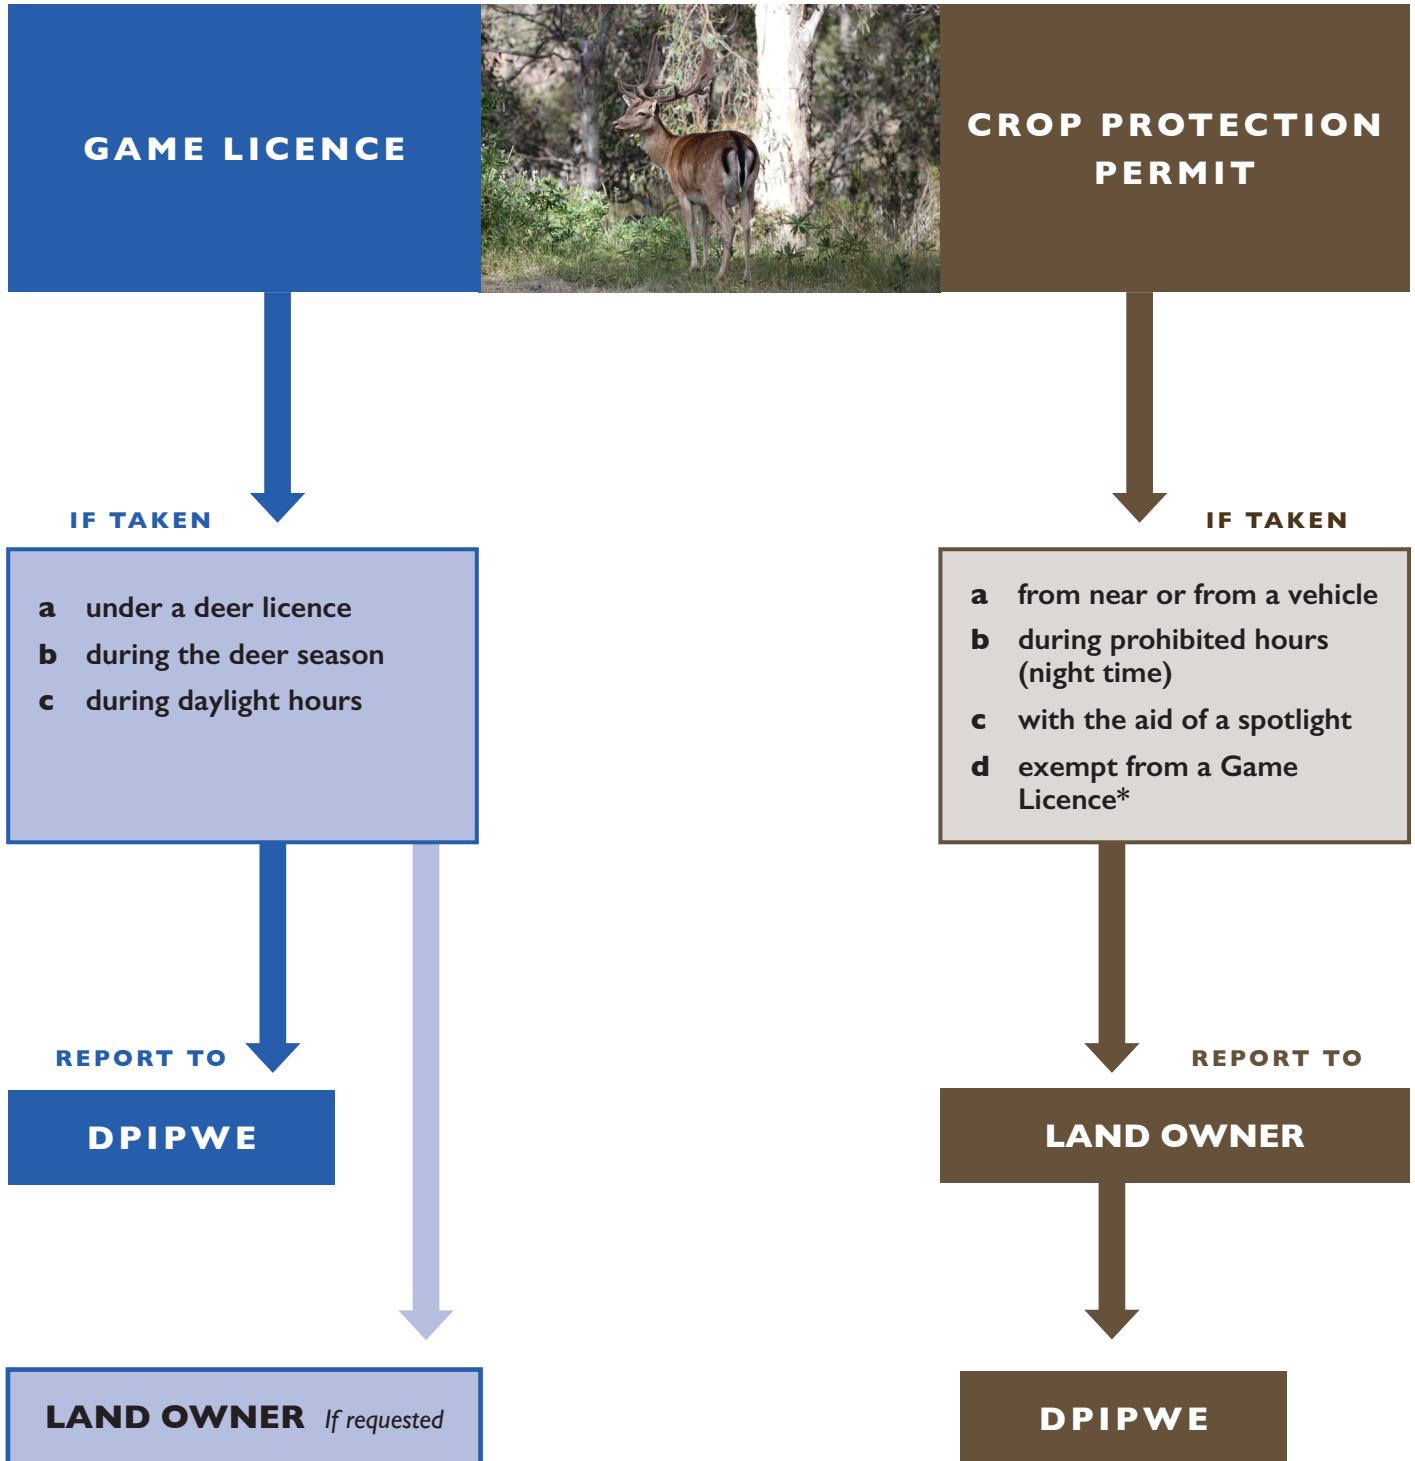 GAME LICENCE
CROP PROTECTION
PERMIT
IF TAKEN
a under a deer licence
b during the deer season
c during daylight hours
REPORT TO
DPIPWE
LAND OWNER If requested
IF TAKEN
a from near or from a vehicle
b during prohibited hours
(night time)
c with the aid of a spotlight
d exempt from a Game
Licence*
REPORT TO
LAND OWNER
DPIPWE